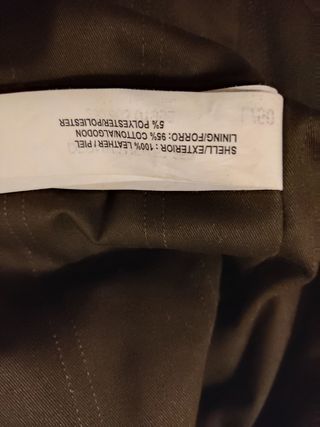 SHELL/EXTERIOR : 100% LEATHER / PIEL
LINING/FORRO: 95% COTTON/ALGODON
5% POLYESTER/POLIESTER